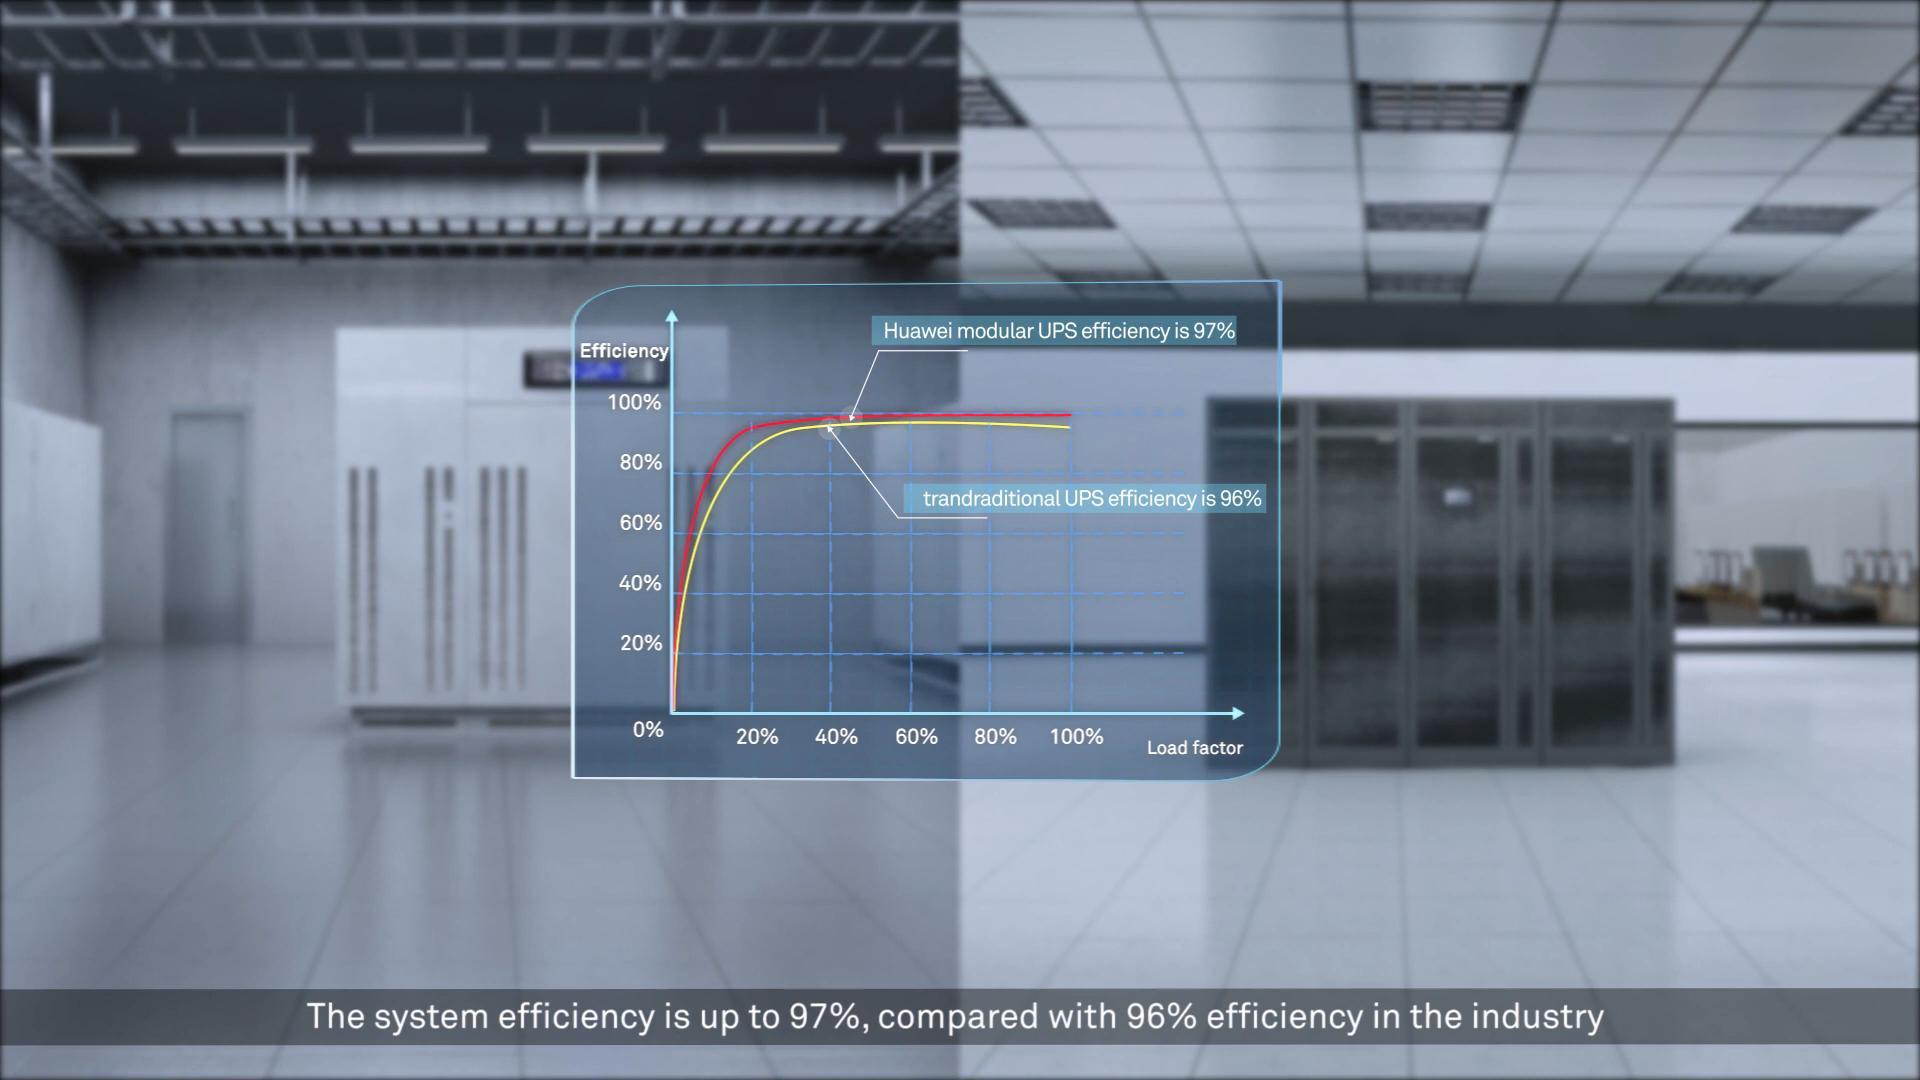 Huawei modular UPS efficiency is 97%
Efficiency
100%
80%
trandraditional UPS efficiency is 96%
60%
40%
20%
0%
20% 40% 60% 80% 100%
Load factor
The system efficiency is up to 97%, compared with 96% efficiency in the industry